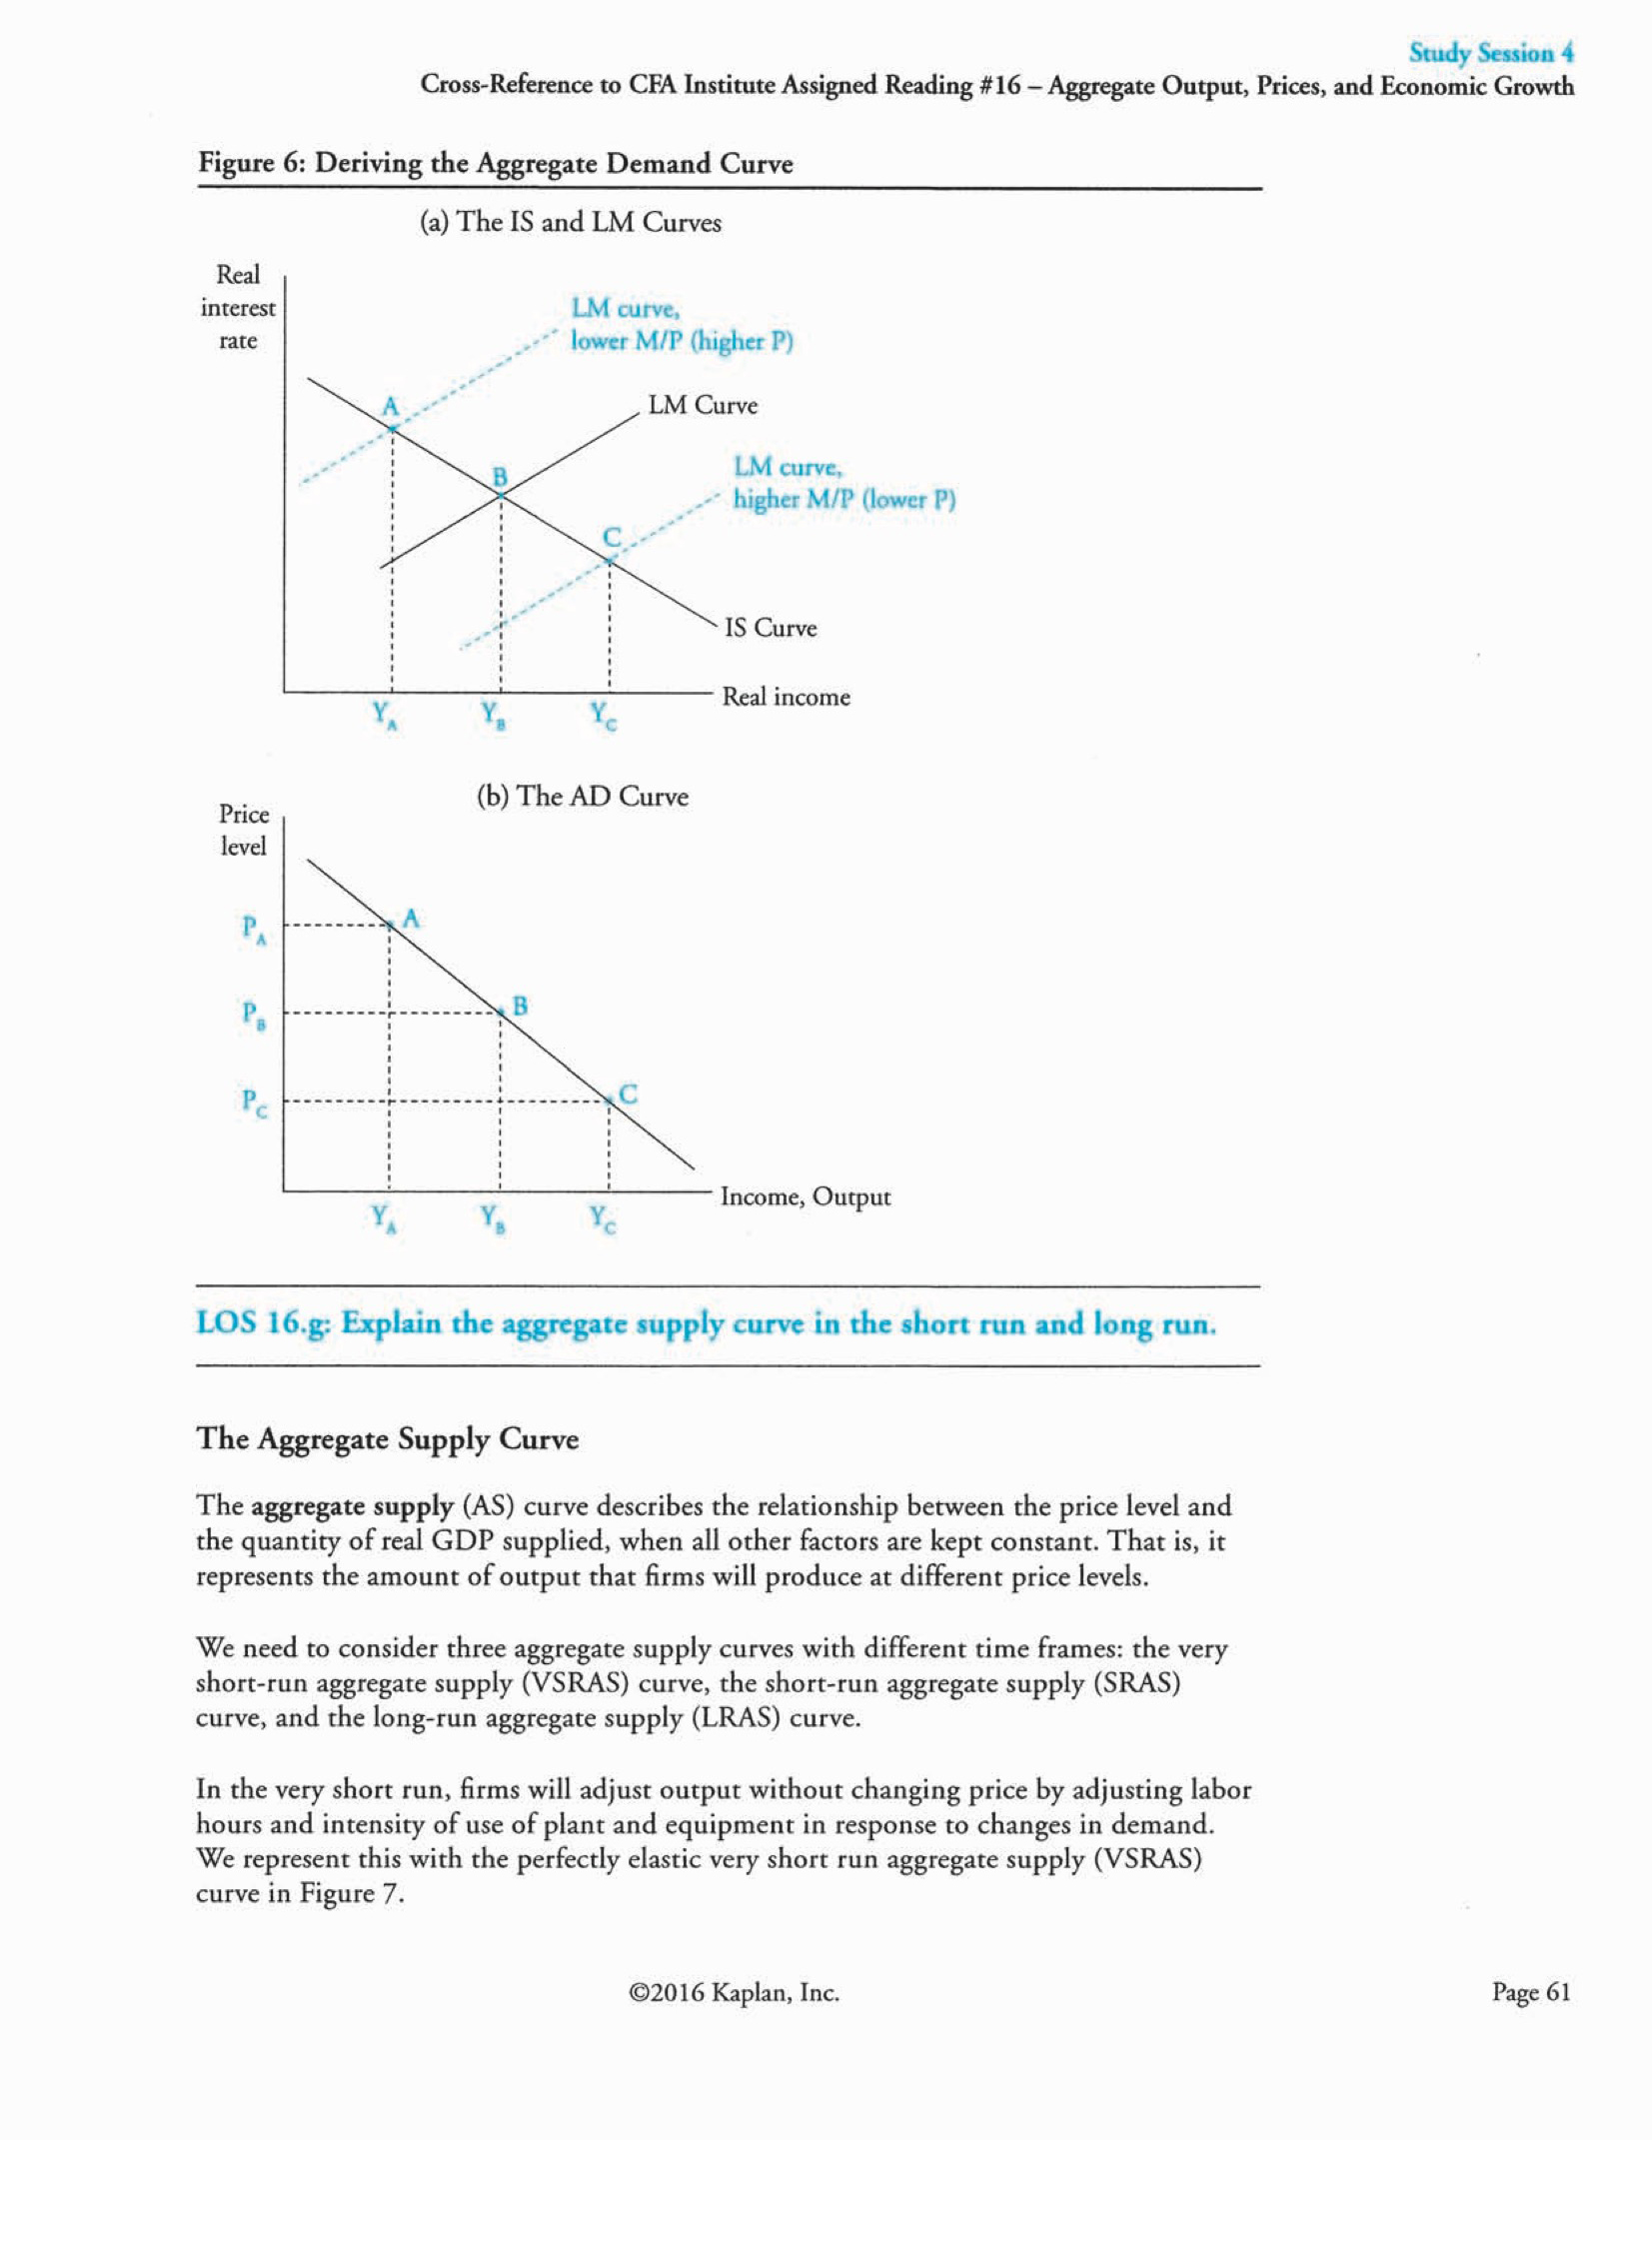 Study Session 4
Cross-Reference to CFA Institute Assigned Reading #16 – Aggregate Output, Prices, and Economic Growth
Figure 6: Deriving the Aggregate Demand Curve
(a) The IS and LM Curves
Real
interest
rate
LM curve,
lower M/P (higher P)
A
LM Curve
B
LM curve,
higher M/P (lower P)
C
IS Curve
Real income
Y_A Y_B Y_C
(b) The AD Curve
Price
level
P_A
A
P_B
B
P_C
C
Income, Output
Y_A Y_B Y_C
LOS 16.g: Explain the aggregate supply curve in the short run and long run.
The Aggregate Supply Curve
The aggregate supply (AS) curve describes the relationship between the price level and
the quantity of real GDP supplied, when all other factors are kept constant. That is, it
represents the amount of output that firms will produce at different price levels.
We need to consider three aggregate supply curves with different time frames: the very
short-run aggregate supply (VSRAS) curve, the short-run aggregate supply (SRAS)
curve, and the long-run aggregate supply (LRAS) curve.
In the very short run, firms will adjust output without changing price by adjusting labor
hours and intensity of use of plant and equipment in response to changes in demand.
We represent this with the perfectly elastic very short run aggregate supply (VSRAS)
curve in Figure 7.
©2016 Kaplan, Inc.
Page 61